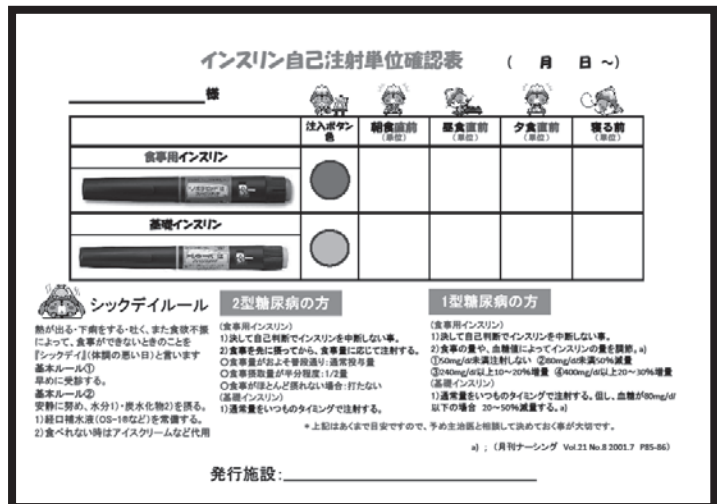 インスリン自己注射単位確認表 ( 月 日 ~)
様
注入ボタン色
朝食直前 (単位)
昼食直前 (単位)
夕食直前 (単位)
寝る前 (単位)
食事用インスリン
基礎インスリン
シックデイルール
熱が出る・下痢をする・吐く、また食欲不振
によって、食事ができないときのことを
『シックデイ』(体調の悪い日)と言います
基本ルール①
早めに受診する。
基本ルール②
安静に努め、水分1)・炭水化物2)を摂る。
1)経口補水液(OS-1®など)を常備する。
2)食べれない時はアイスクリームなど代用
2型糖尿病の方
(食事用インスリン)
1)決して自己判断でインスリンを中断しない事。
2)食事を先に摂ってから、食事量に応じて注射する。
○食事量がおよそ普段通り:通常投与量
○食事摂取量が半分程度:1/2量
○食事がほとんど摂れない場合:打たない
(基礎インスリン)
1)通常量をいつものタイミングで注射する。
1型糖尿病の方
(食事用インスリン)
1)決して自己判断でインスリンを中断しない事。
2)食事の量や、血糖値によってインスリンの量を調節。a)
①50mg/dl未満注射しない ②80mg/dl未満50%減量
③240mg/dl以上10~20%増量 ④400mg/dl以上20~30%増量
(基礎インスリン)
1)通常量をいつものタイミングで注射する。但し、血糖が80mg/dl
以下の場合 20~50%減量する。a)
*上記はあくまで目安ですので、予め主治医と相談して決めておく事が大切です。
a) ; (月刊ナーシング Vol.21 No.8 2001.7 P85-86)
発行施設: